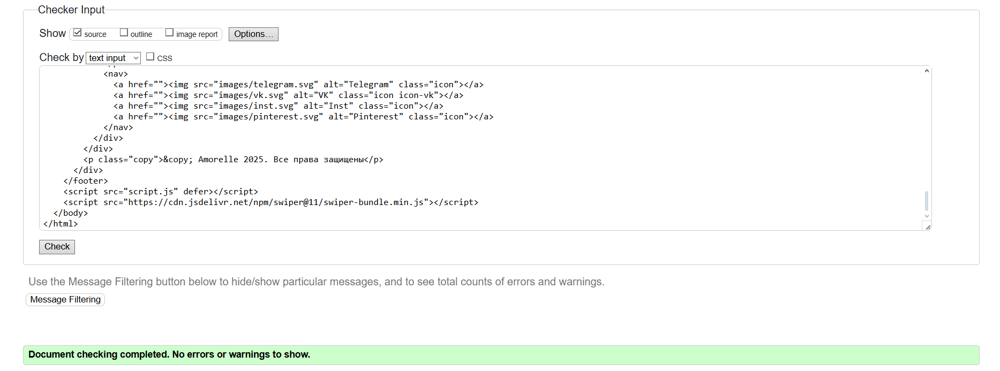 Checker Input
Show source outline image report Options...
Check by text input CSS
<nav>
<a href=""><img src="images/telegram.svg" alt="Telegram" class="icon"></a>
<a href=""><img src="images/vk.svg" alt="VK" class="icon icon-vk"></a>
<a href=""><img src="images/inst.svg" alt="Inst" class="icon"></a>
<a href=""><img src="images/pinterest.svg" alt="Pinterest" class="icon"></a>
</nav>
</div>
</div>
<p class="copy">&copy; Amorelle 2025. Все права защищены</p>
</div>
</footer>
<script src="script.js" defer></script>
<script src="https://cdn.jsdelivr.net/npm/swiper@11/swiper-bundle.min.js"></script>
</body>
</html>
Check
Use the Message Filtering button below to hide/show particular messages, and to see total counts of errors and warnings.
Message Filtering
Document checking completed. No errors or warnings to show.